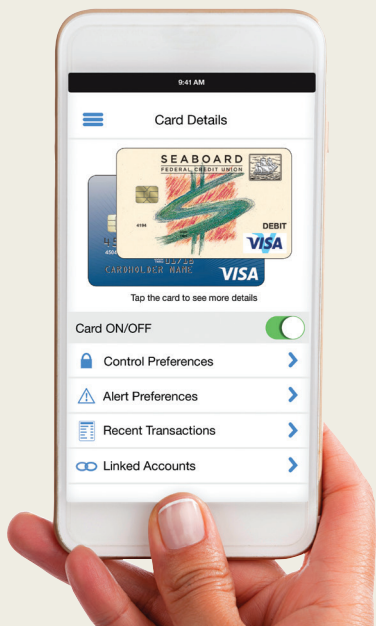 9:41 AM
Card Details
SEABOARD
FEDERAL CREDIT UNION
4194
DEBIT
VISA
CARDHOLDER NAME
VISA
Tap the card to see more details
Card ON/OFF
Control Preferences
Alert Preferences
Recent Transactions
Linked Accounts